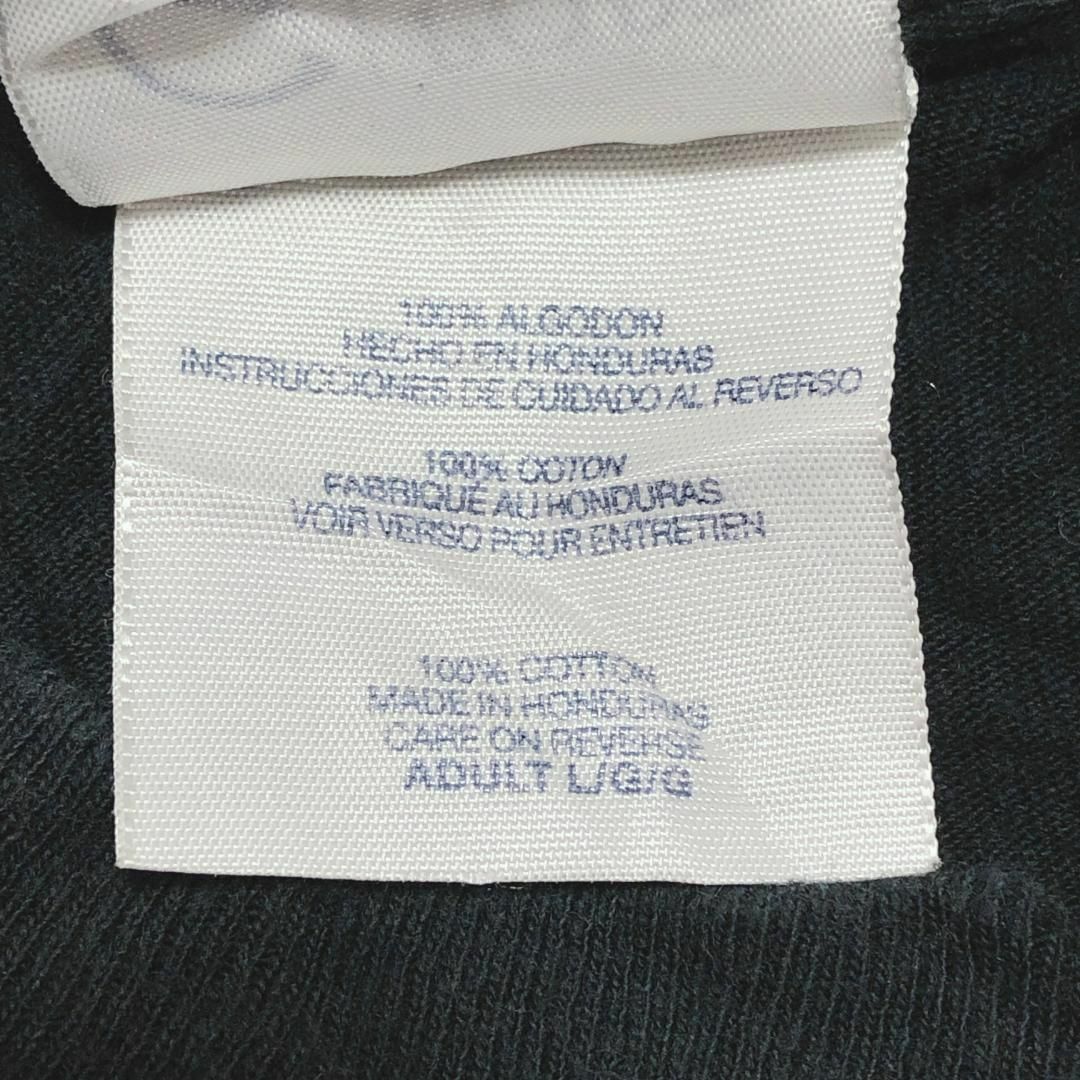 100% ALGODON
HECHO EN HONDURAS
INSTRUCCIONES DE CUIDADO AL REVERSO
100% COTON
FABRIQUÉ AU HONDURAS
VOIR VERSO POUR ENTRETIEN
100% COTTON
MADE IN HONDURAS
CARE ON REVERSE
ADULT L/G/G